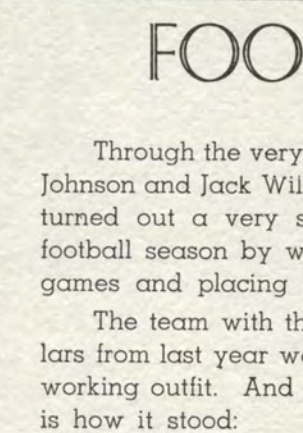 FOO
Through the very
Johnson and Jack Wil
turned out a very s
football season by w
games and placing
The team with th
lars from last year we
working outfit. And
is how it stood: